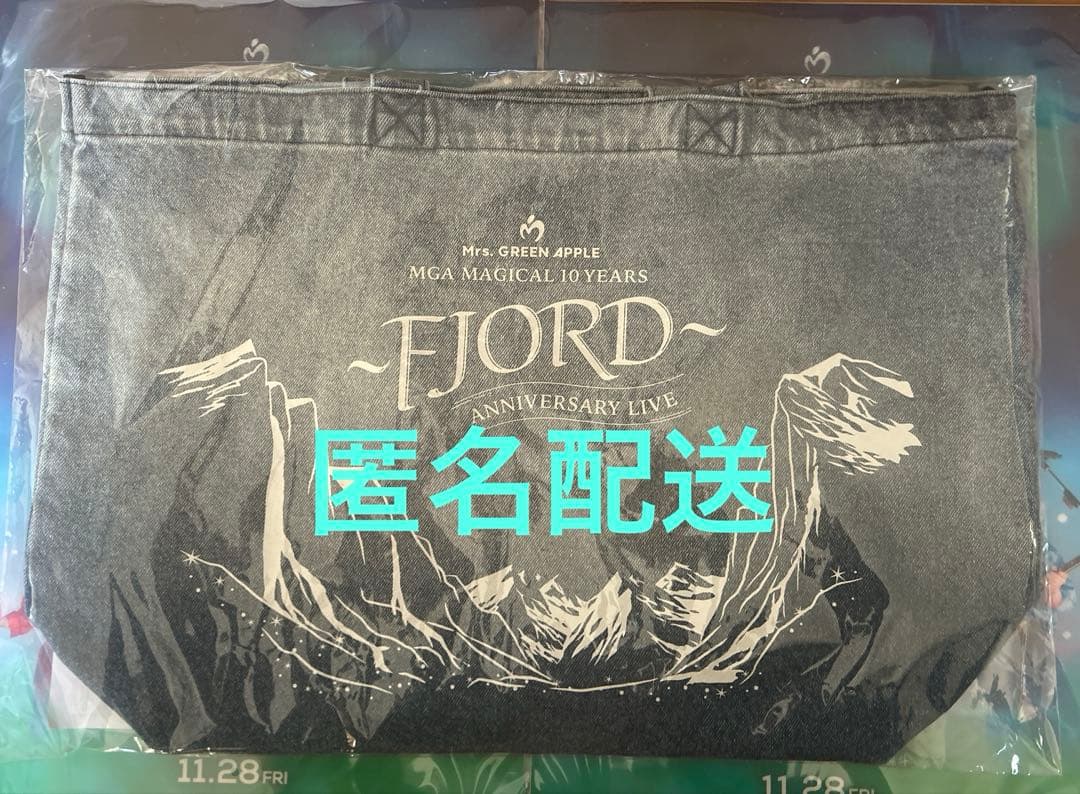 Mrs. GREEN APPLE
MGA MAGICAL 10 YEARS
~FJORD~
ANNIVERSARY LIVE
匿名配送
11.28 FRI
11.28 FRI